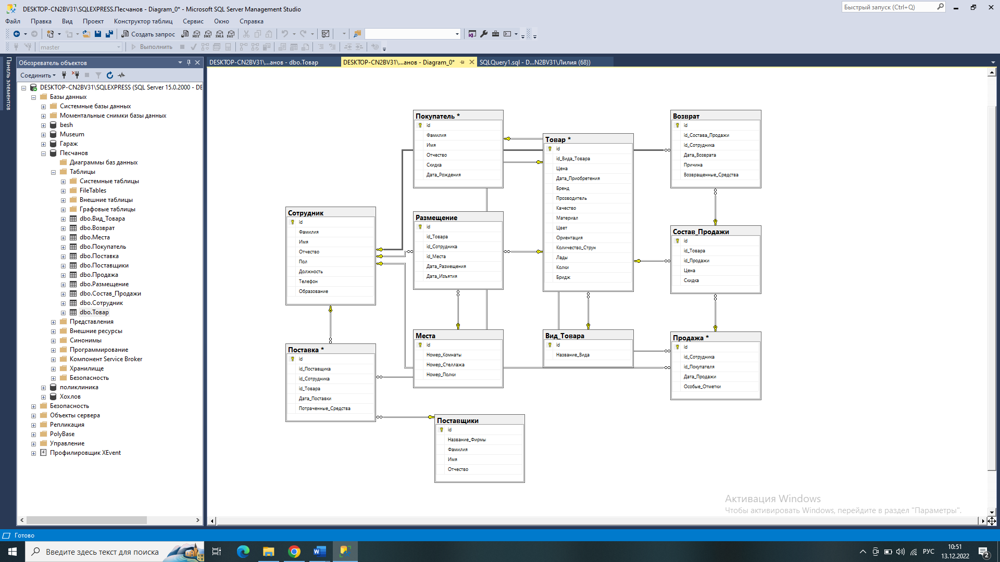 DESKTOP-CN2BV31\SQLEXPRESS.Песчанов - Diagram_0* - Microsoft SQL Server Management Studio
Быстрый запуск (Ctrl+Q)
Файл Правка Вид Проект Конструктор таблиц Сервис Окно Справка
Создать запрос
MDX DMX XMLA DAX
master
Выполнить
Панель элементов
Обозреватель объектов
Соединить
DESKTOP-CN2BV31\SQLEXPRESS (SQL Server 15.0.2000 - DE
Базы данных
Системные базы данных
Моментальные снимки базы данных
besh
Museum
Гараж
Песчанов
Диаграммы баз данных
Таблицы
Системные таблицы
FileTables
Внешние таблицы
Графовые таблицы
dbo.Вид_Товара
dbo.Возврат
dbo.Места
dbo.Покупатель
dbo.Поставка
dbo.Поставщики
dbo.Продажа
dbo.Размещение
dbo.Состав_Продажи
dbo.Сотрудник
dbo.Товар
Представления
Внешние ресурсы
Синонимы
Программирование
Компонент Service Broker
Хранилище
Безопасность
поликлиника
Хохлов
Безопасность
Объекты сервера
Репликация
PolyBase
Управление
Профилировщик XEvent
DESKTOP-CN2BV31\...анов - dbo.Товар
DESKTOP-CN2BV31\...анов - Diagram_0*
SQLQuery1.sql - D...N2BV31\Лилия (68))
Покупатель *
id
Фамилия
Имя
Отчество
Скидка
Дата_Рождения
Товар *
id
id_Вида_Товара
Цена
Дата_Приобретения
Бренд
Прозводитель
Качество
Материал
Цвет
Ориентация
Количество_Струн
Лады
Колки
Бридж
Возврат
id
id_Состава_Продажи
id_Сотрудника
Дата_Возврата
Причина
Возвращенные_Средства
Сотрудник
id
Фамилия
Имя
Отчество
Пол
Должность
Телефон
Образование
Размещение
id
id_Товара
id_Сотрудника
id_Места
Дата_Размещения
Дата_Изъятия
Состав_Продажи
id
id_Товара
id_Продажи
Цена
Скидка
Поставка *
id
id_Поставщика
id_Сотрудника
id_Товара
Дата_Поставки
Потраченные_Средства
Места
id
Номер_Комнаты
Номер_Стеллажа
Номер_Полки
Вид_Товара
id
Название_Вида
Продажа *
id
id_Сотрудника
id_Покупателя
Дата_Продажи
Особые_Отметки
Поставщики
id
Название_Фирмы
Фамилия
Имя
Отчество
Активация Windows
Чтобы активировать Windows, перейдите в раздел "Параметры".
Готово
Введите здесь текст для поиска
РУС
10:51
13.12.2022
2